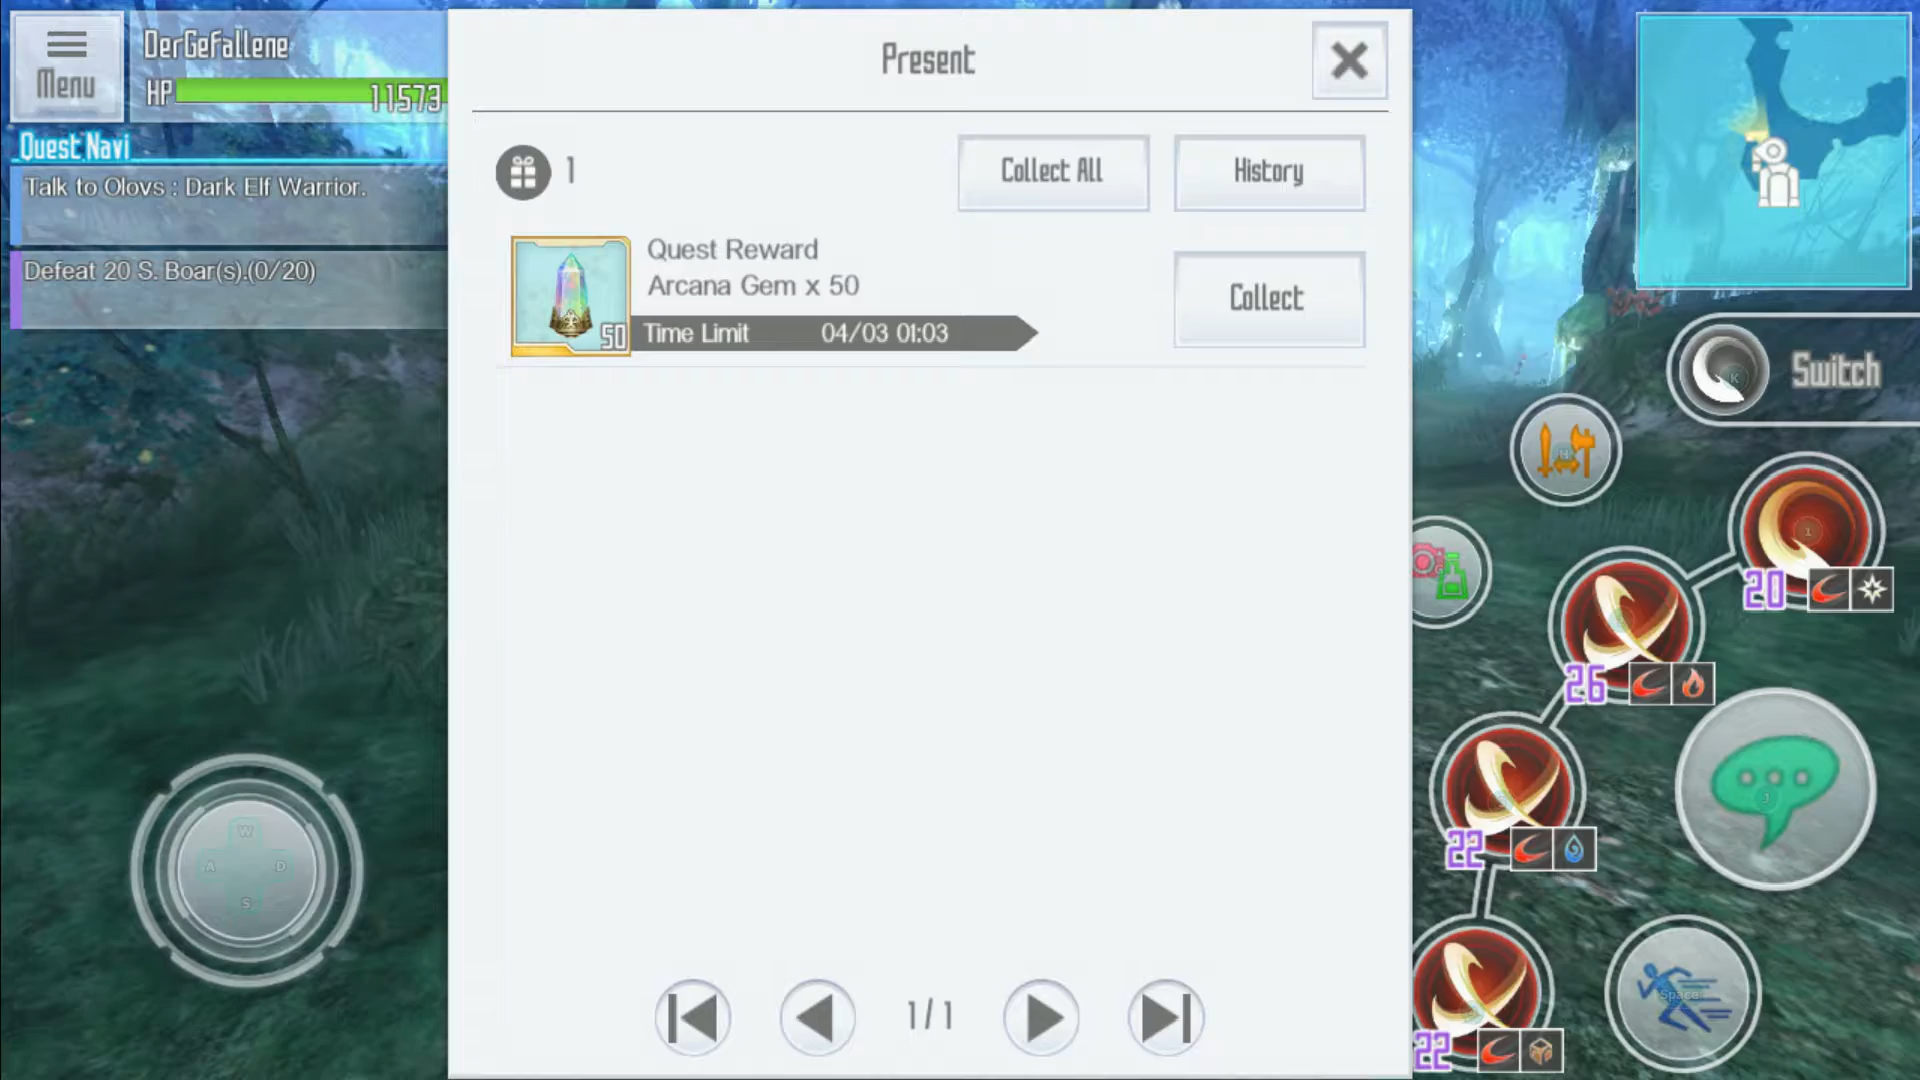 Menu
DerGefallene
HP 11573
Quest Navi
Talk to Olovs : Dark Elf Warrior.
Defeat 20 S. Boar(s).(0/20)
Present
1
Collect All
History
Quest Reward
Arcana Gem x 50
50
Time Limit 04/03 01:03
Collect
1/1
K
Switch
H
G
1
20
26
22
22
J
Space
W
A
D
S